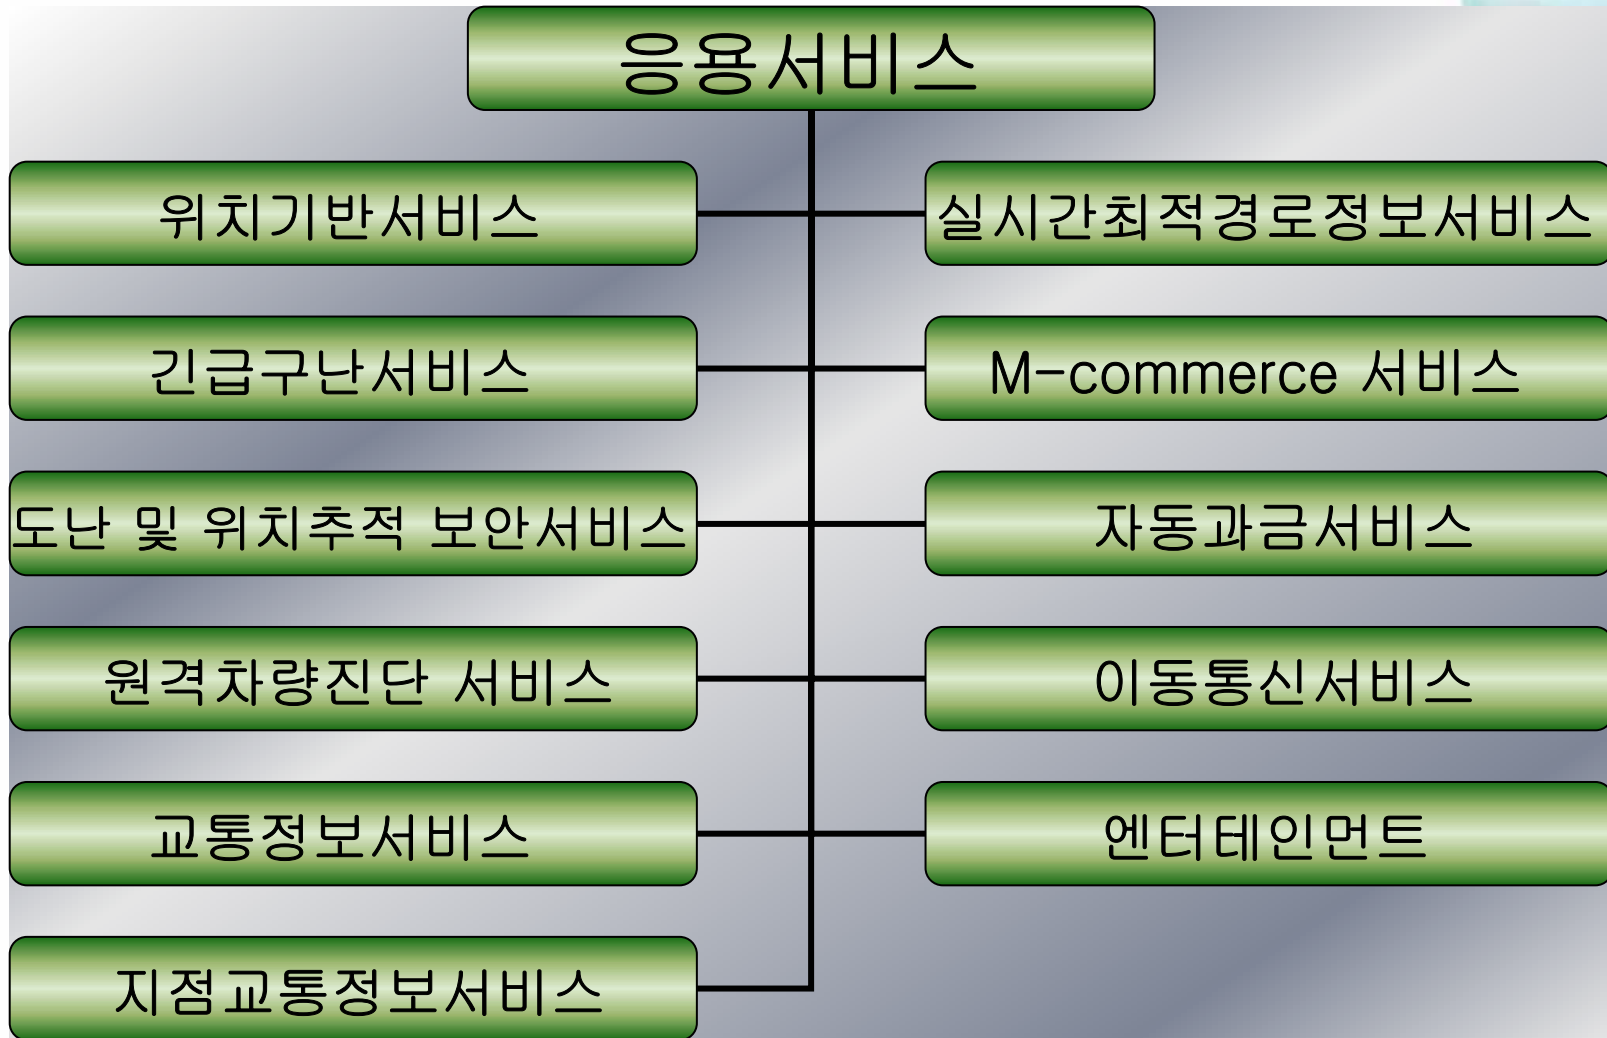 응용서비스
위치기반서비스
실시간최적경로정보서비스
긴급구난서비스
M-commerce 서비스
도난 및 위치추적 보안서비스
자동과금서비스
원격차량진단 서비스
이동통신서비스
교통정보서비스
엔터테인먼트
지점교통정보서비스